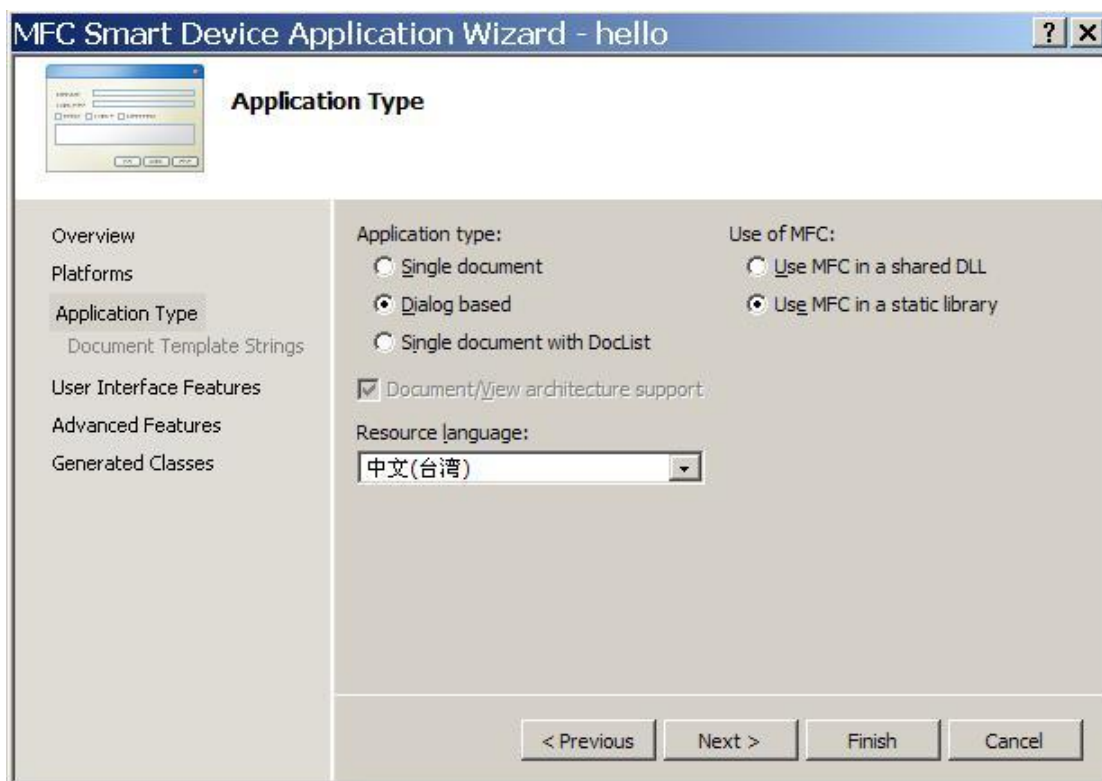 MFC Smart Device Application Wizard - hello
Application Type
Overview
Platforms
Application Type
Document Template Strings
User Interface Features
Advanced Features
Generated Classes
Application type:
Single document
Dialog based
Single document with DocList
Document/View architecture support
Resource language:
中文(台湾)
Use of MFC:
Use MFC in a shared DLL
Use MFC in a static library
< Previous
Next >
Finish
Cancel